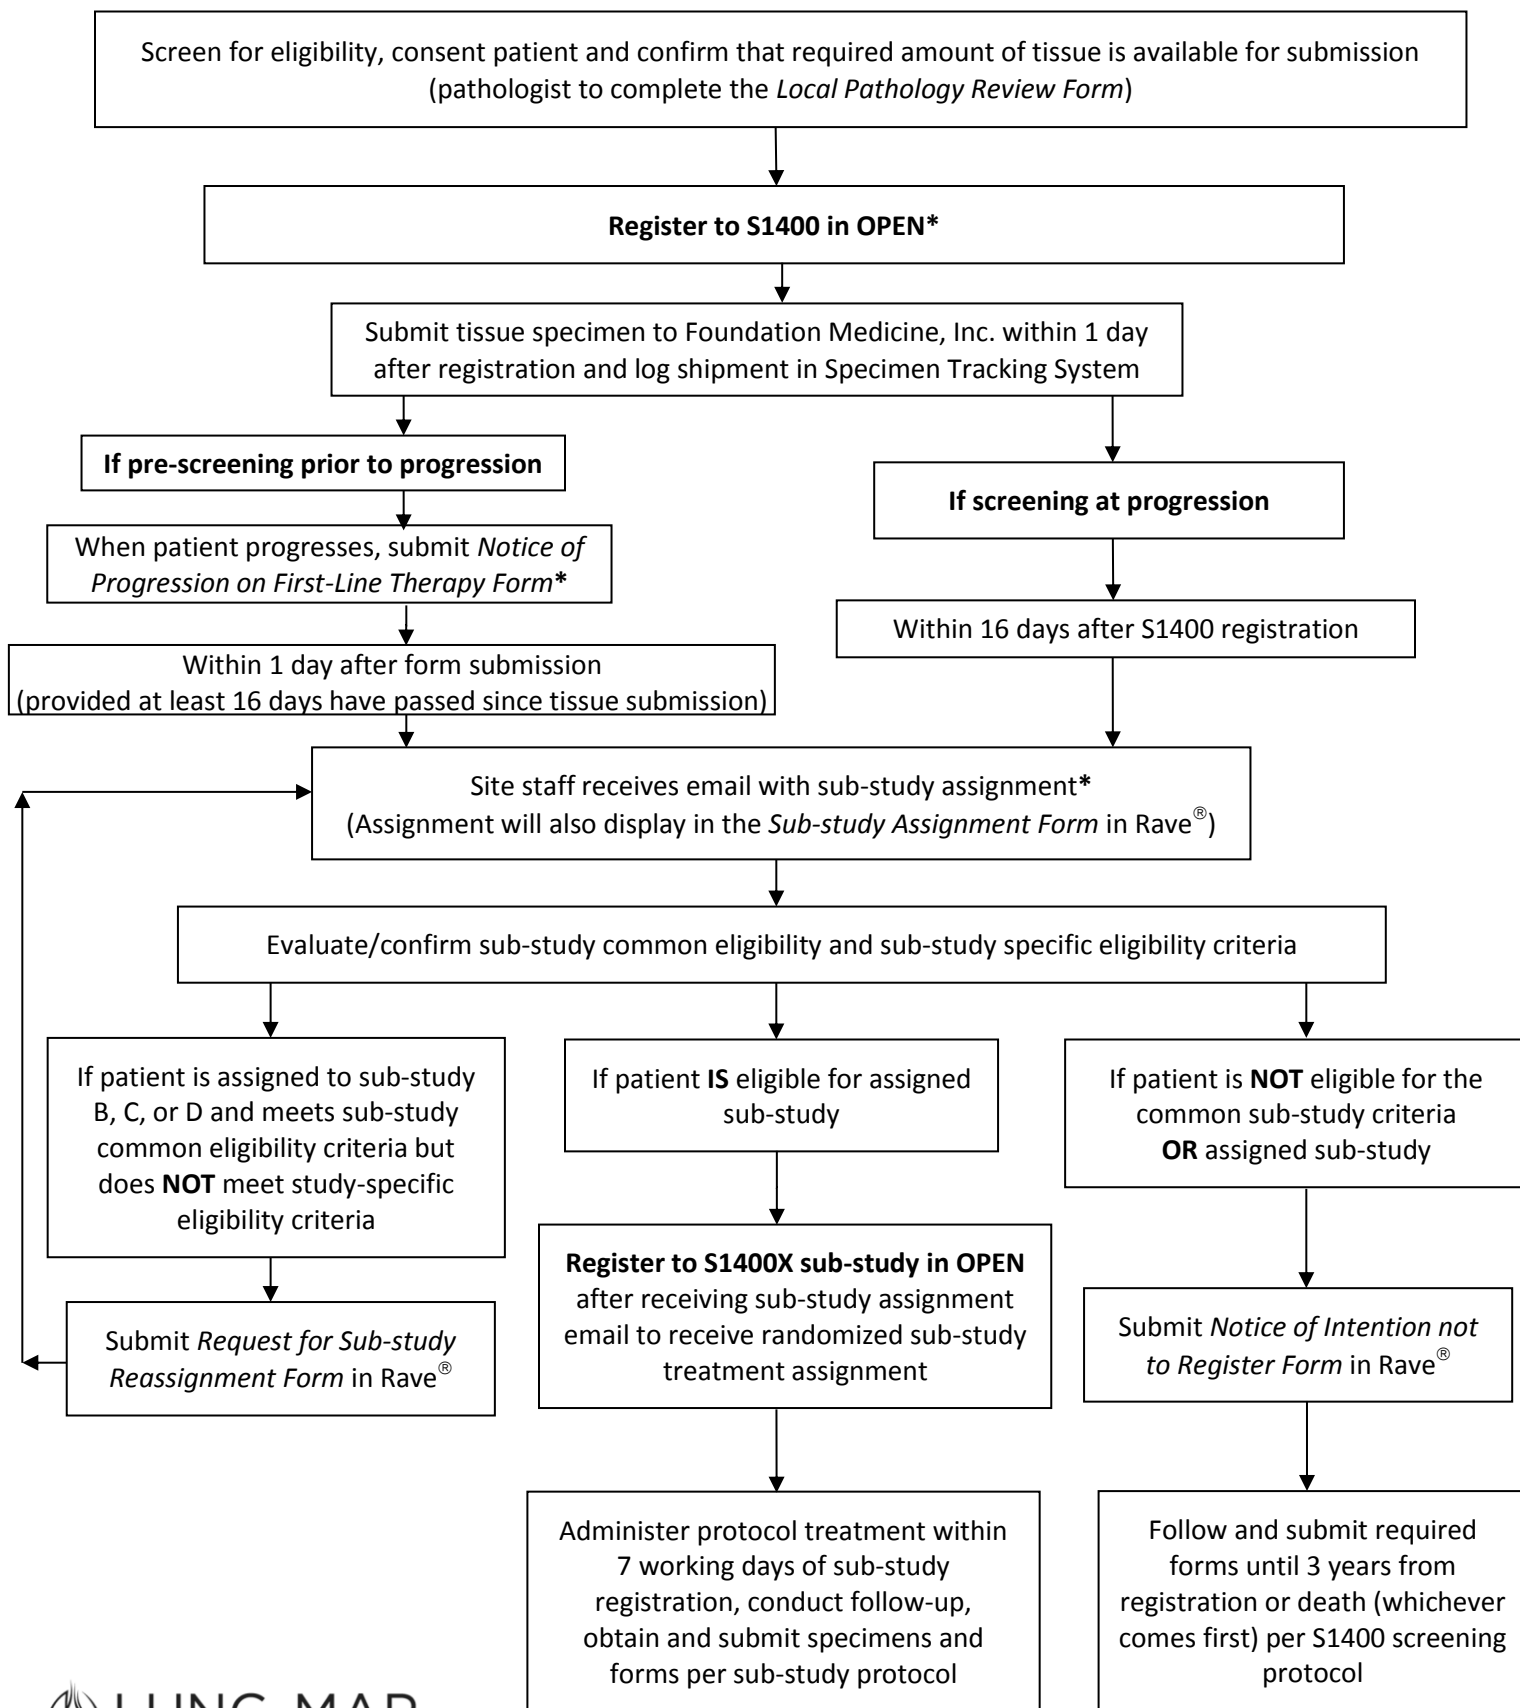 Screen for eligibility, consent patient and confirm that required amount of tissue is available for submission
(pathologist to complete the Local Pathology Review Form)
Register to S1400 in OPEN*
Submit tissue specimen to Foundation Medicine, Inc. within 1 day
after registration and log shipment in Specimen Tracking System
If pre-screening prior to progression
When patient progresses, submit Notice of
Progression on First-Line Therapy Form*
Within 1 day after form submission
(provided at least 16 days have passed since tissue submission)
If screening at progression
Within 16 days after S1400 registration
Site staff receives email with sub-study assignment*
(Assignment will also display in the Sub-study Assignment Form in Rave®)
Evaluate/confirm sub-study common eligibility and sub-study specific eligibility criteria
If patient is assigned to sub-study
B, C, or D and meets sub-study
common eligibility criteria but
does NOT meet study-specific
eligibility criteria
Submit Request for Sub-study
Reassignment Form in Rave®
If patient IS eligible for assigned
sub-study
Register to S1400X sub-study in OPEN
after receiving sub-study assignment
email to receive randomized sub-study
treatment assignment
Administer protocol treatment within
7 working days of sub-study
registration, conduct follow-up,
obtain and submit specimens and
forms per sub-study protocol
If patient is NOT eligible for the
common sub-study criteria
OR assigned sub-study
Submit Notice of Intention not
to Register Form in Rave®
Follow and submit required
forms until 3 years from
registration or death (whichever
comes first) per S1400 screening
protocol
LUNG-MAP